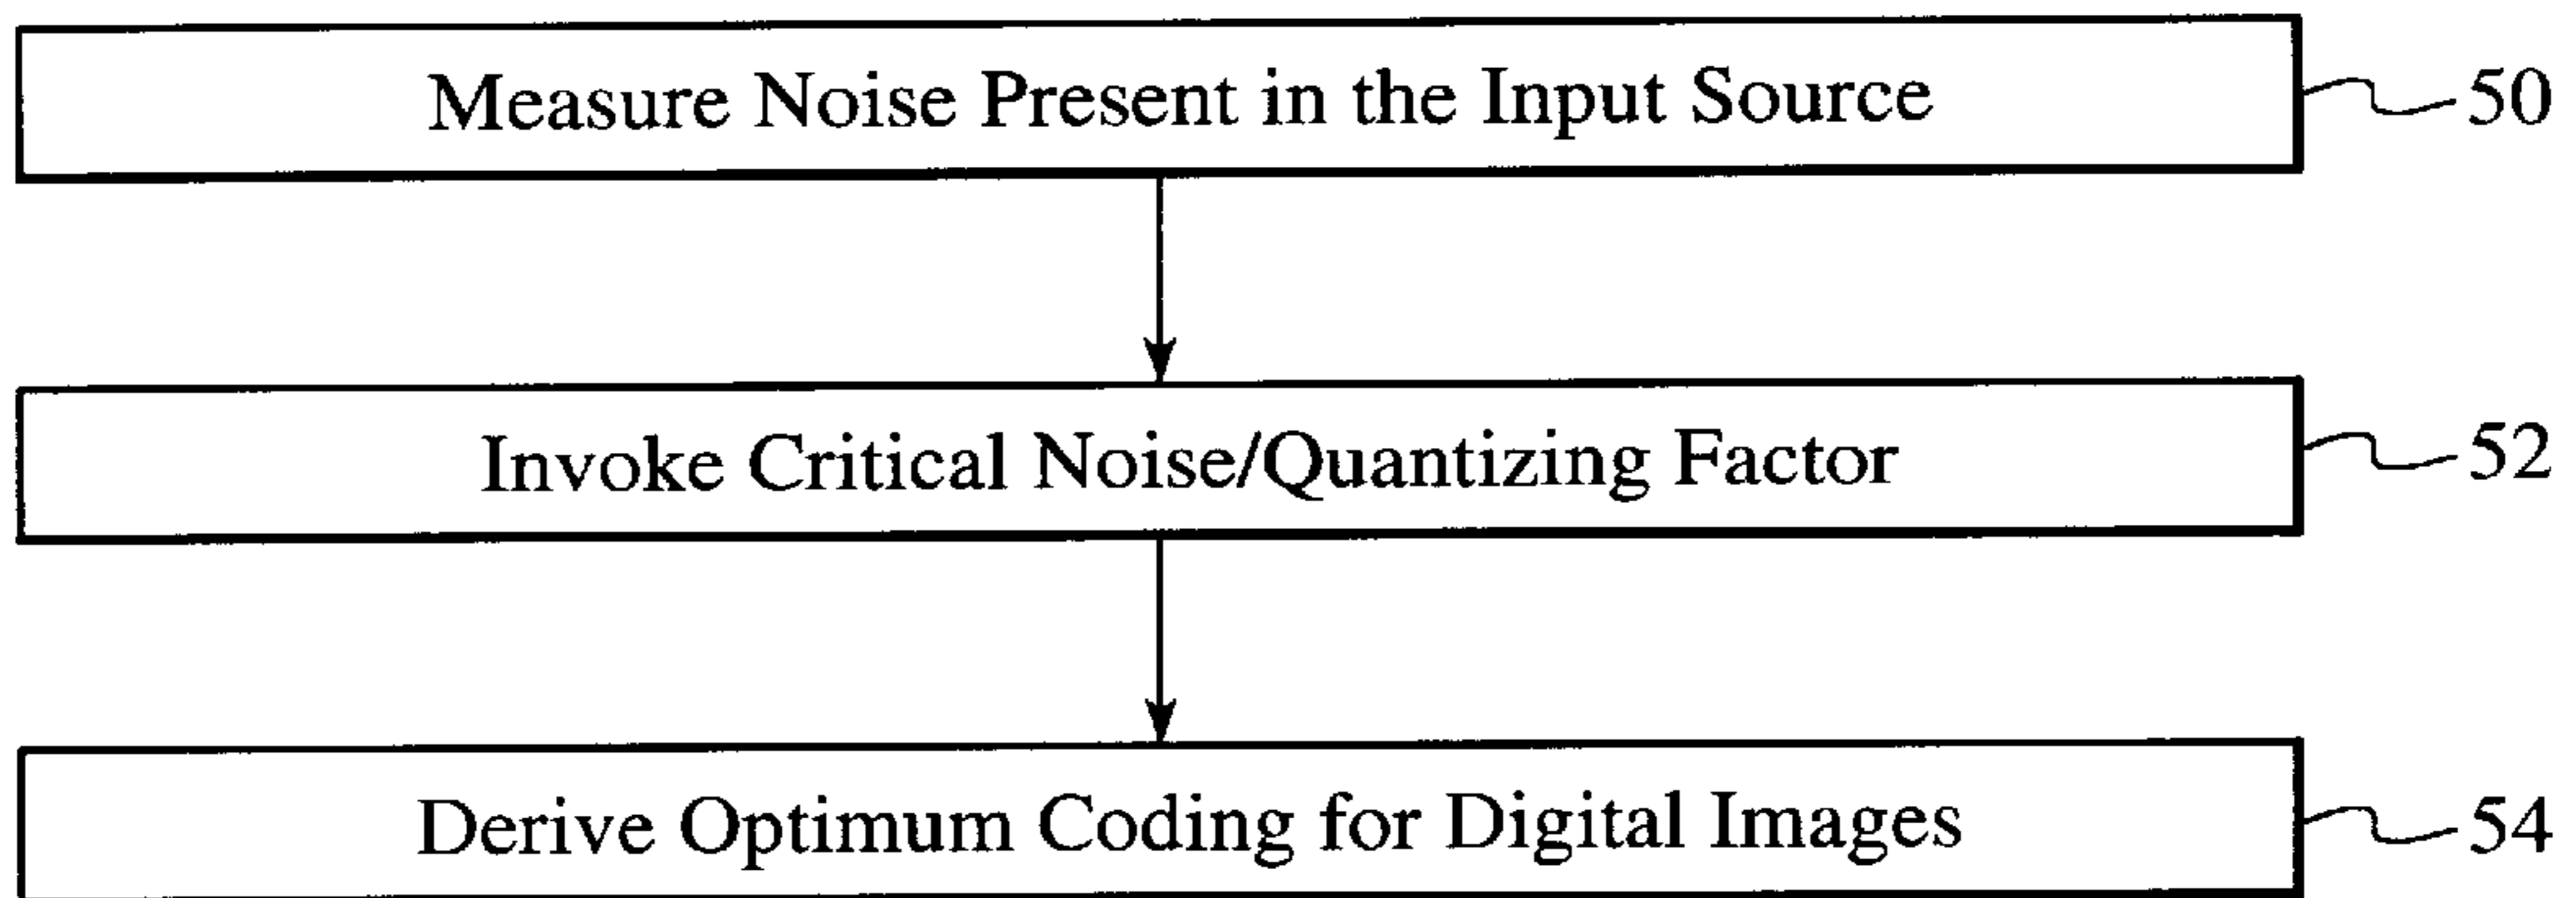 Measure Noise Present in the Input Source
50
Invoke Critical Noise/Quantizing Factor
52
Derive Optimum Coding for Digital Images
54